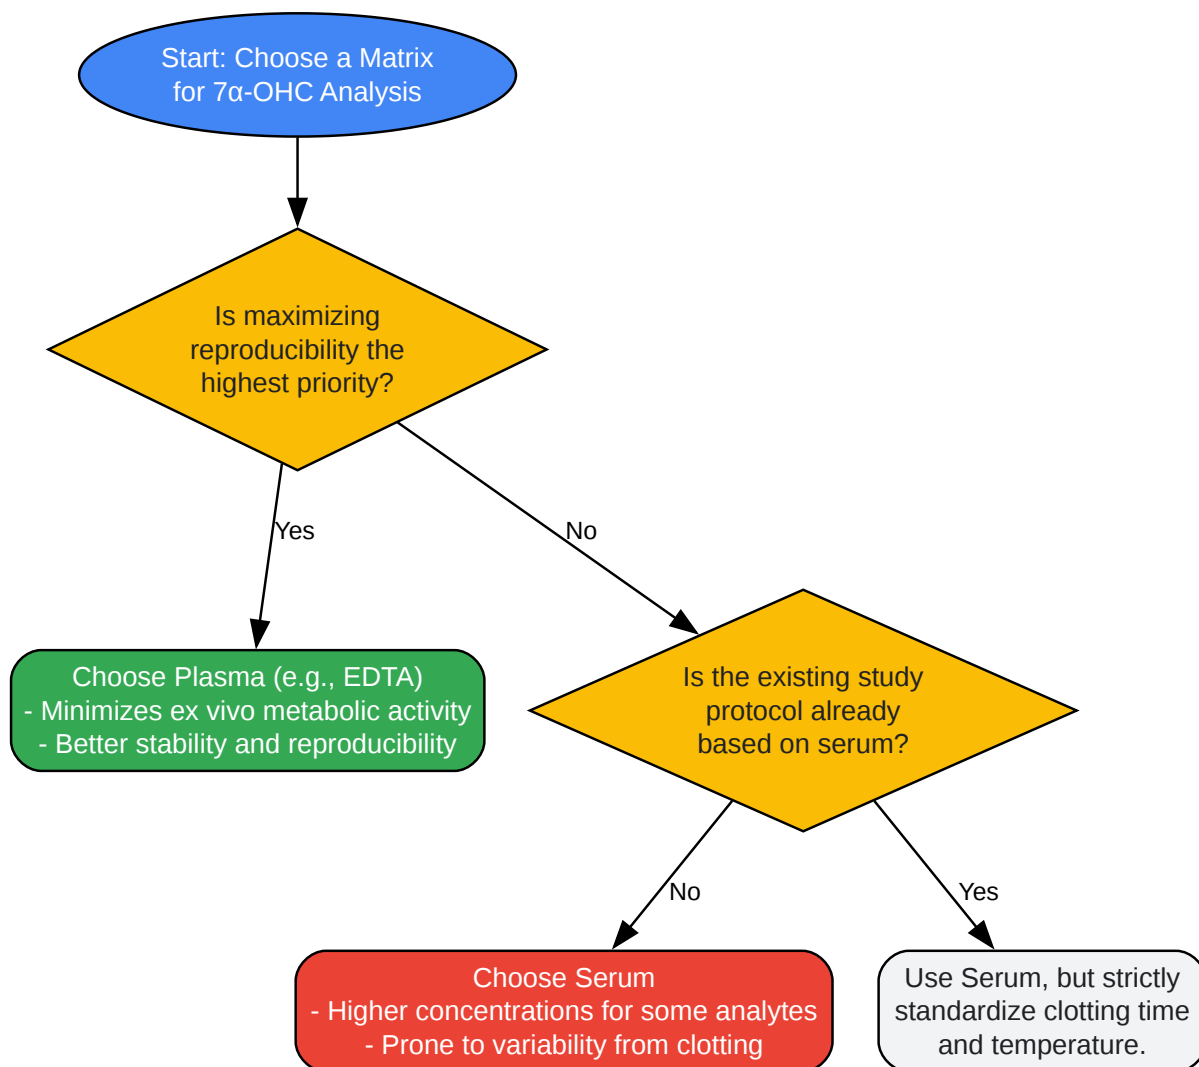 Start: Choose a Matrix
for 7α-OHC Analysis
Is maximizing
reproducibility the
highest priority?
Yes
No
Choose Plasma (e.g., EDTA)
- Minimizes ex vivo metabolic activity
- Better stability and reproducibility
Is the existing study
protocol already
based on serum?
No
Yes
Choose Serum
- Higher concentrations for some analytes
- Prone to variability from clotting
Use Serum, but strictly
standardize clotting time
and temperature.